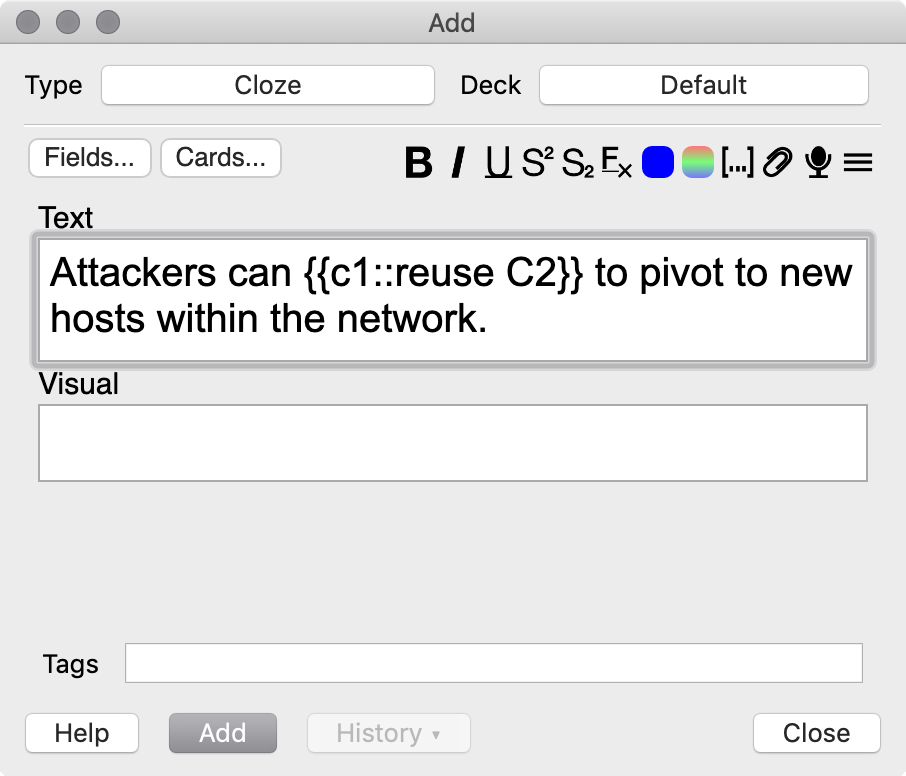 Add
Type Cloze Deck Default
Fields... Cards... B I U S² S₂ Fx [...]
Text
Attackers can {{c1::reuse C2}} to pivot to new
hosts within the network.
Visual
Tags
Help Add History ▾ Close